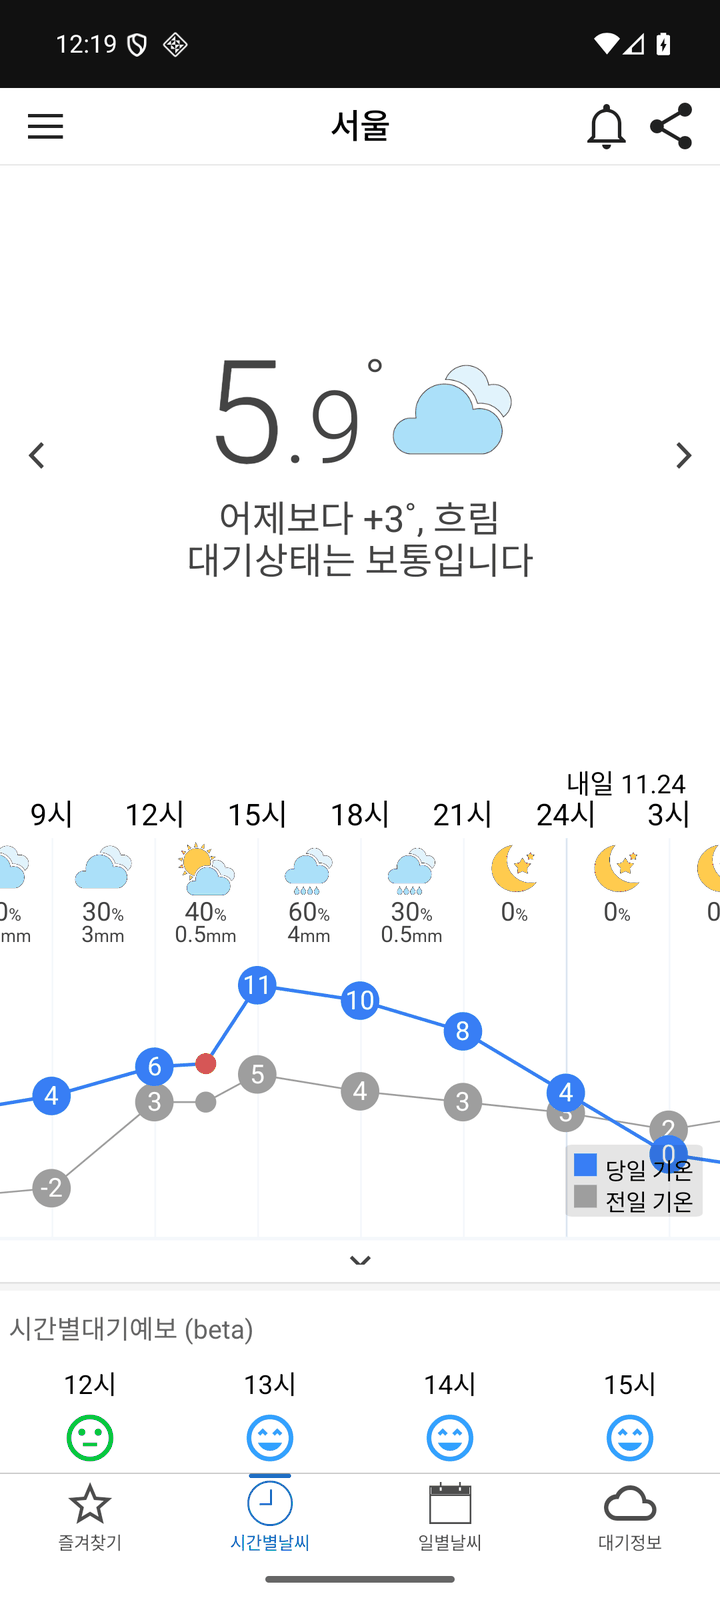 12:19
서울
5.9°
어제보다 +3°, 흐림
대기상태는 보통입니다
내일 11.24
9시 12시 15시 18시 21시 24시 3시
0% 30% 40% 60% 30% 0% 0% 0
mm 3mm 0.5mm 4mm 0.5mm
11 10 8
6 4 4 0
5 4 3 3 3 2
-2
당일 기온
전일 기온
시간별대기예보 (beta)
12시 13시 14시 15시
즐겨찾기 시간별날씨 일별날씨 대기정보